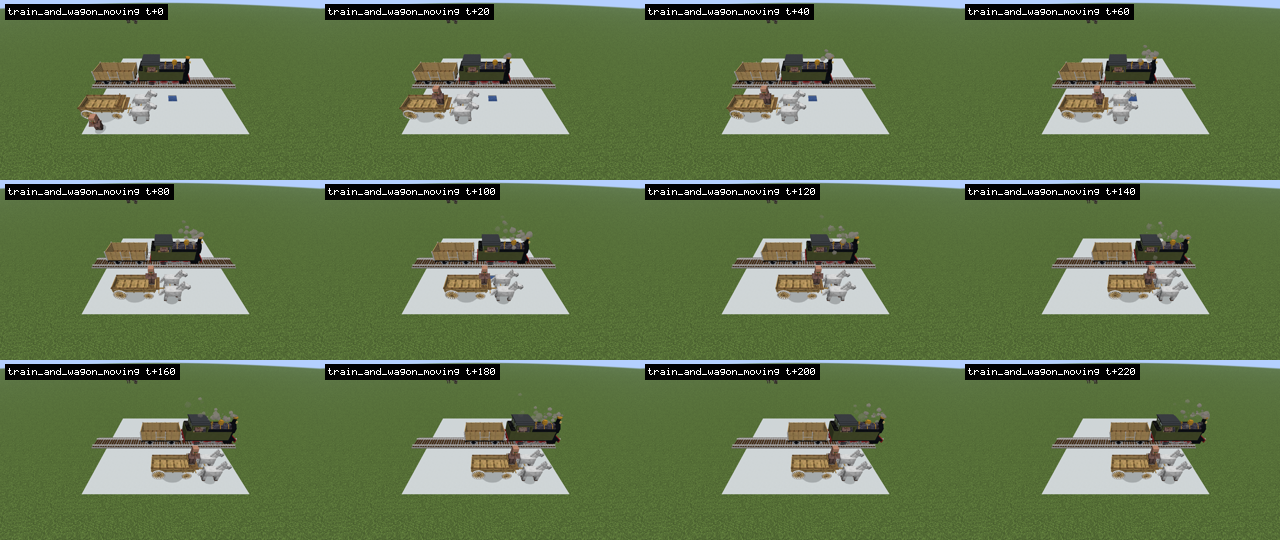 train_and_wagon_moving t+0
train_and_wagon_moving t+20
train_and_wagon_moving t+40
train_and_wagon_moving t+60
train_and_wagon_moving t+80
train_and_wagon_moving t+100
train_and_wagon_moving t+120
train_and_wagon_moving t+140
train_and_wagon_moving t+160
train_and_wagon_moving t+180
train_and_wagon_moving t+200
train_and_wagon_moving t+220